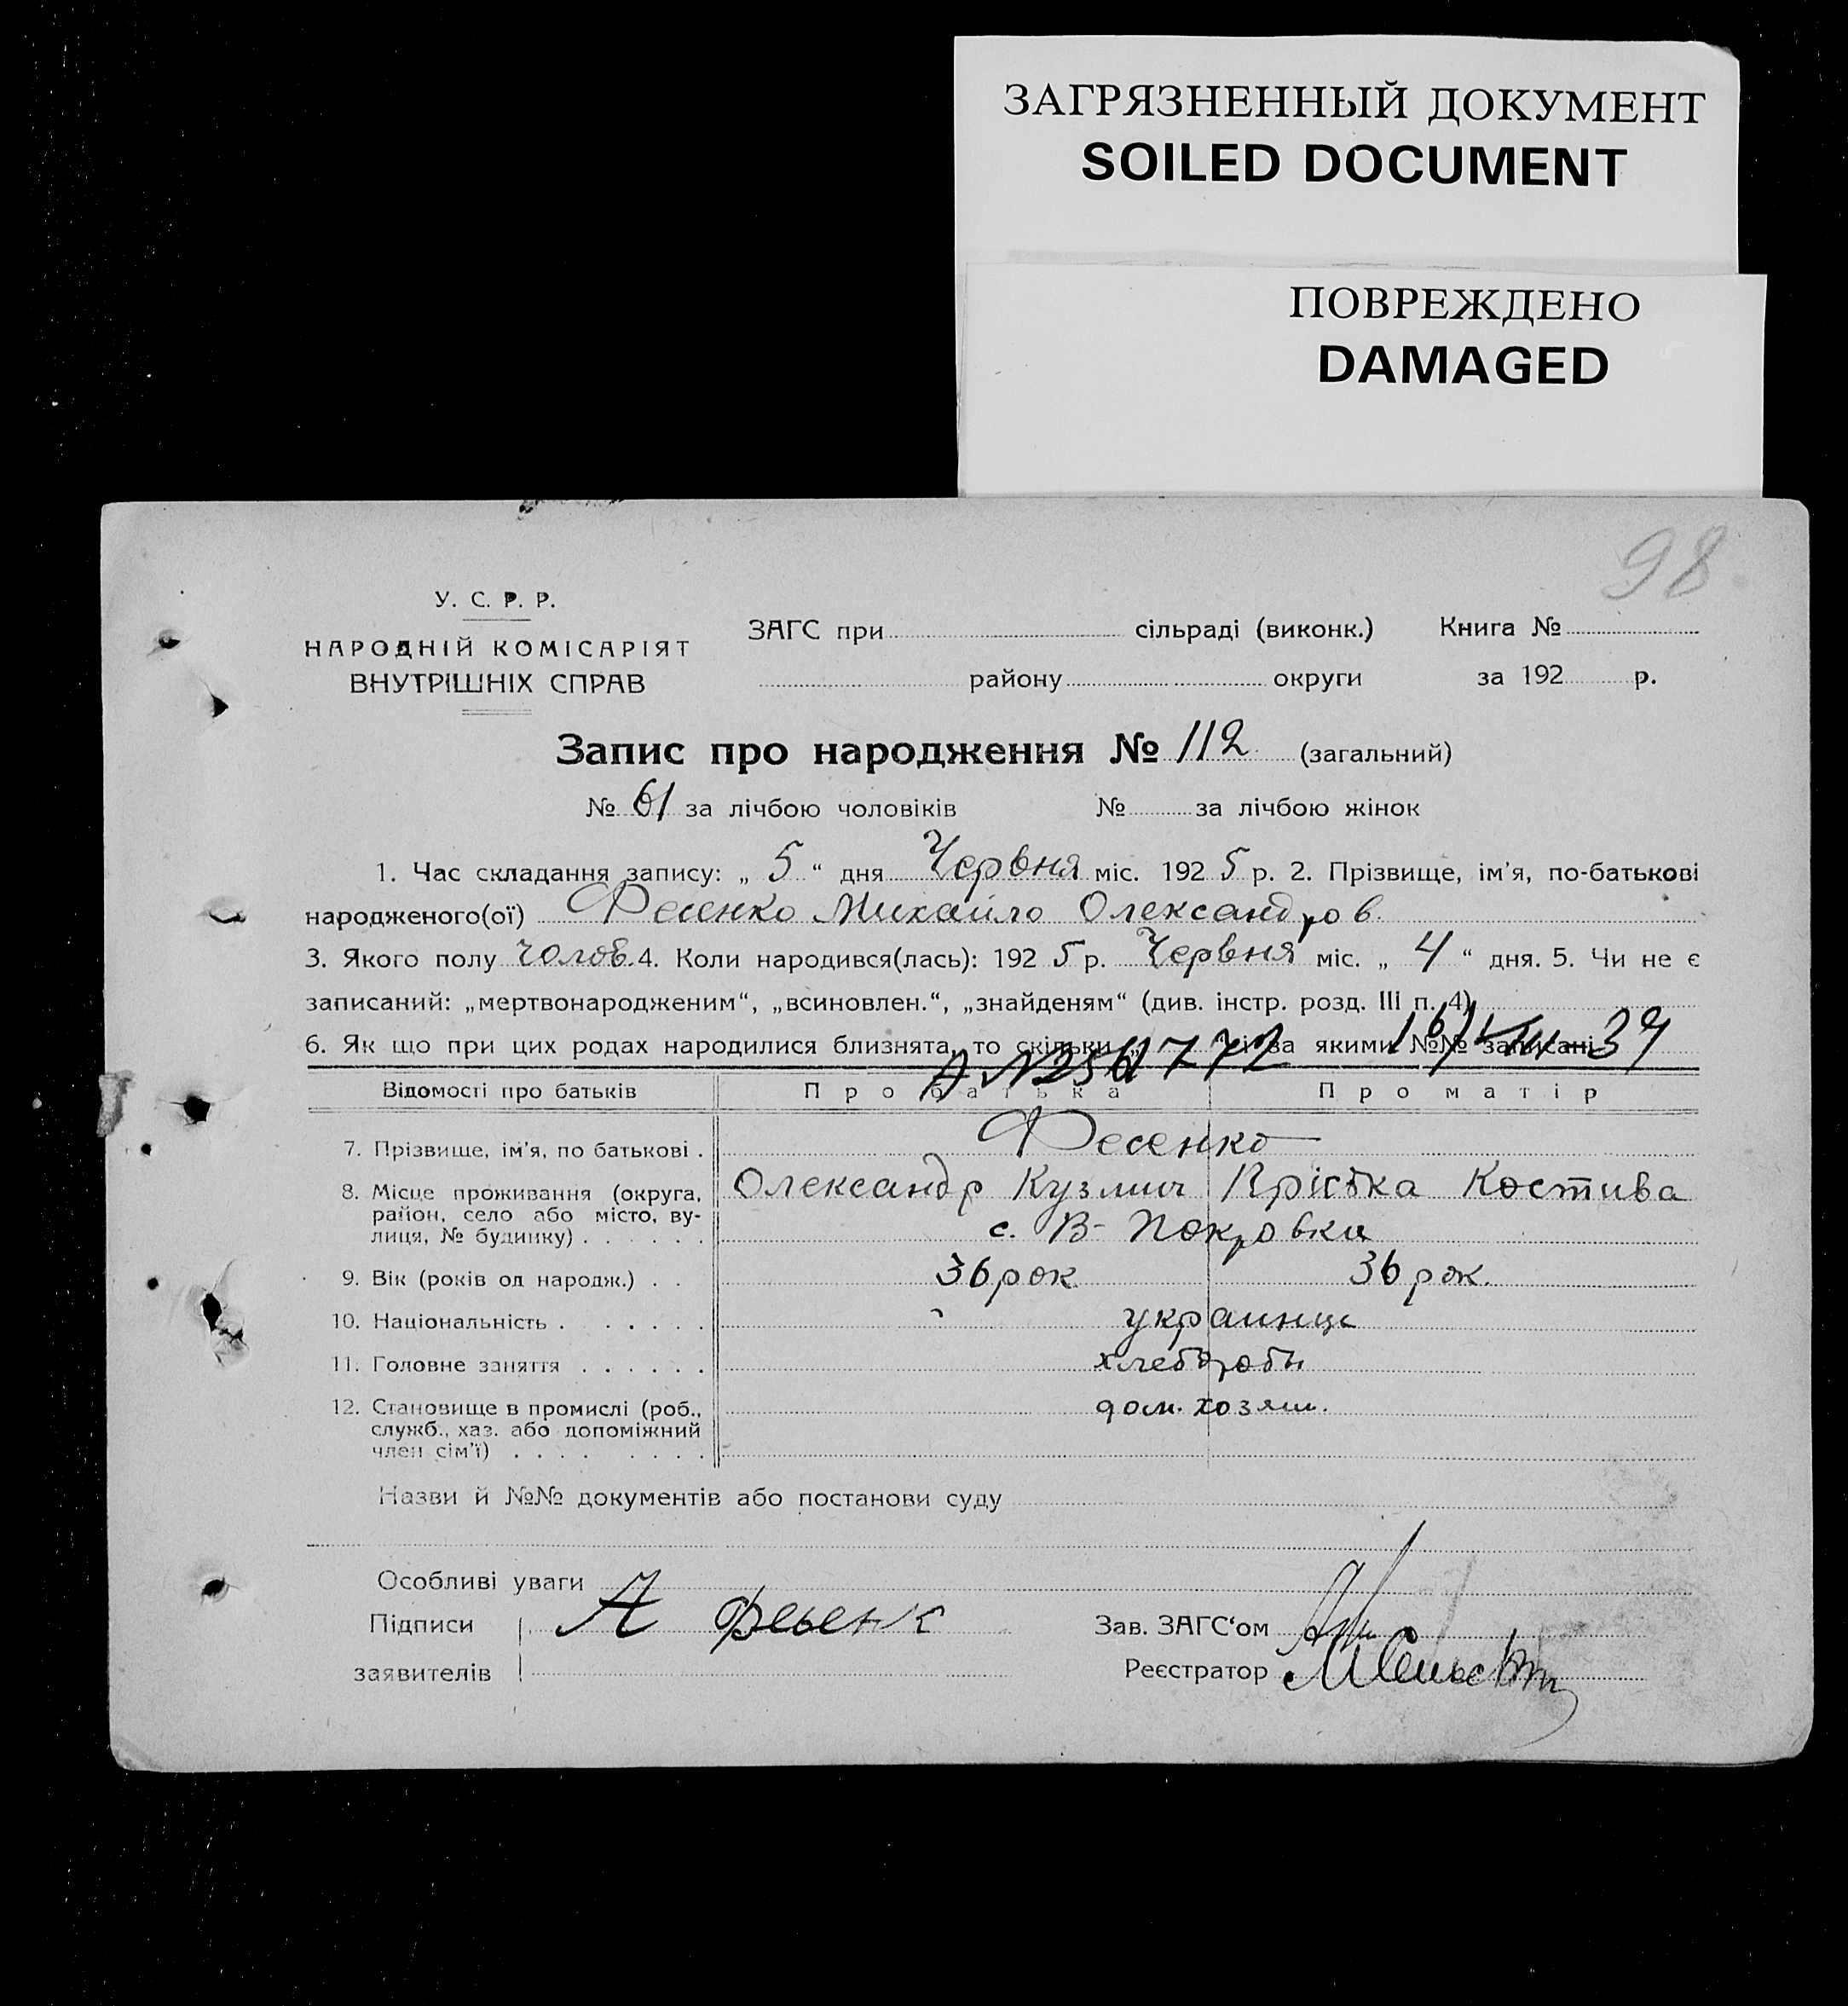 ЗАГРЯЗНЕННЫЙ ДОКУМЕНТ
SOILED DOCUMENT
ПОВРЕЖДЕНО
DAMAGED
98
У. С. Р. Р.
НАРОДНІЙ КОМІСАРІЯТ
ВНУТРІШНІХ СПРАВ
ЗАГС при сільраді (виконк.) Книга №
району округи за 192 р.
Запис про народження № 112 (загальний)
№ 61 за лічбою чоловіків № за лічбою жінок
1. Час складання запису: „ 5 “ дня Червня міс. 192 5 р. 2. Прізвище, ім'я, по-батькові
народженого(ої) Фесенко Михайло Олександров
3. Якого полу чолов. 4. Коли народився(лась): 192 5 р. Червня міс. „ 4 “ дня. 5. Чи не є
записаний: „мертвонародженим“, „всиновлен.“, „знайденям“ (див. інстр. розд. III п. 4)
6. Як що при цих родах народилися близнята, то скільки за якими №№ записані
Відомості про батьків Про батька Про матір
7. Прізвище, ім'я, по батькові . Фесенко
Олександр Кузмич Костива
8. Місце проживання (округа, район, село або місто, ву-
лиця, № будинку) . . . . . . с. В-Покровка
9. Вік (років од народж.) . . 36 рок 36 рок.
10. Національність . . . . . . украинци
11. Головне заняття . . . . . . хлебороби
12. Становище в промислі (роб., дом. хозяи.
служб., хаз. або допоміжний
член сім'ї) . . . . . . . .
Назви й №№ документів або постанови суду
Особливі уваги
Підписи А Фесенк Зав. ЗАГС'ом
заявителів Реєстратор